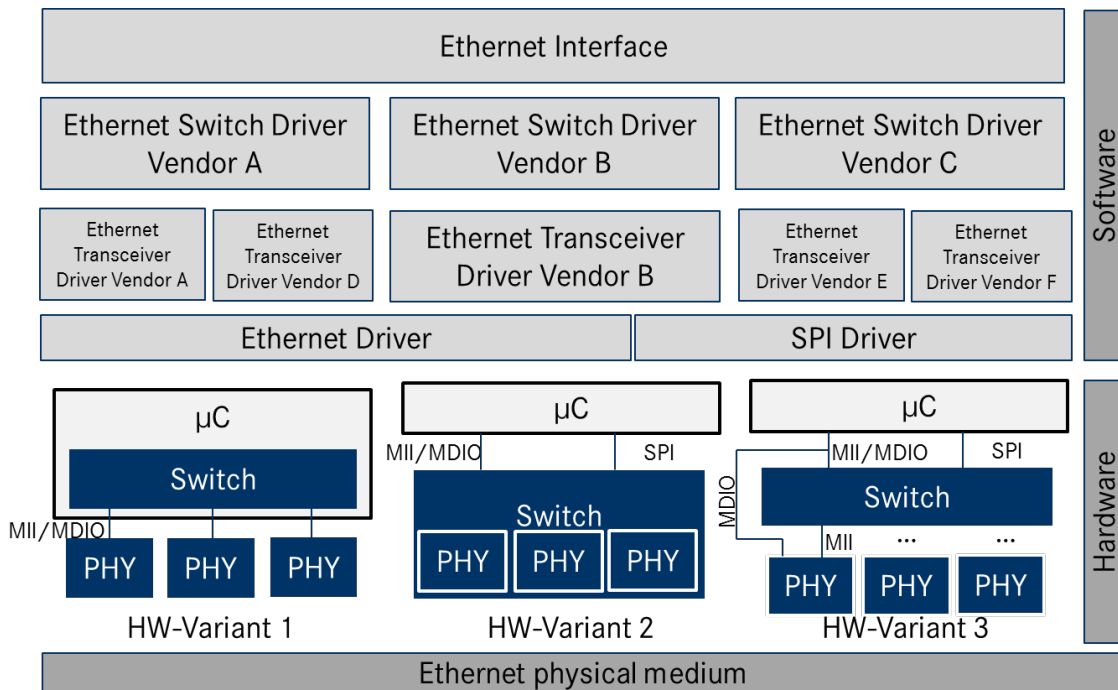 Ethernet Interface
Ethernet Switch Driver
Vendor A
Ethernet Switch Driver
Vendor B
Ethernet Switch Driver
Vendor C
Ethernet
Transceiver
Driver Vendor A
Ethernet
Transceiver
Driver Vendor D
Ethernet Transceiver
Driver Vendor B
Ethernet
Transceiver
Driver Vendor E
Ethernet
Transceiver
Driver Vendor F
Ethernet Driver
SPI Driver
Software
µC
Switch
MII/MDIO
PHY
PHY
PHY
HW-Variant 1
µC
MII/MDIO
SPI
Switch
PHY
PHY
PHY
HW-Variant 2
µC
MII/MDIO
SPI
MDIO
Switch
MII
...
...
PHY
PHY
PHY
HW-Variant 3
Hardware
Ethernet physical medium